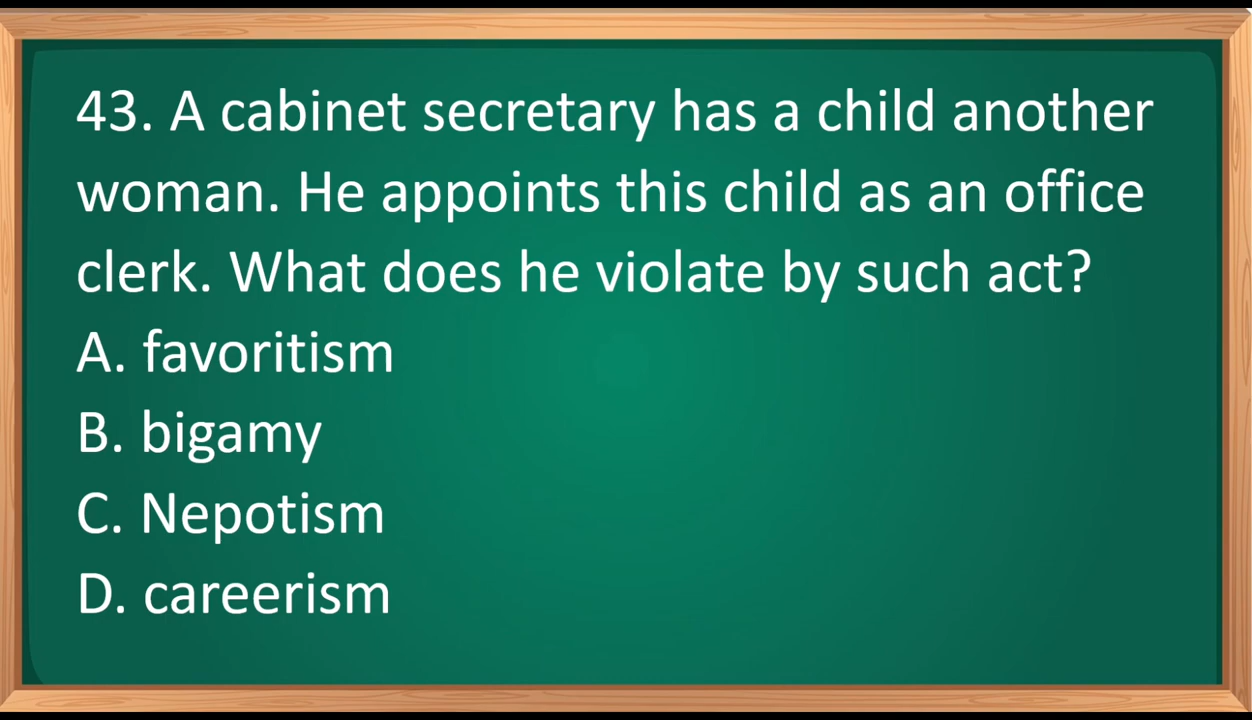 43. A cabinet secretary has a child another
woman. He appoints this child as an office
clerk. What does he violate by such act?
A. favoritism
B. bigamy
C. Nepotism
D. careerism